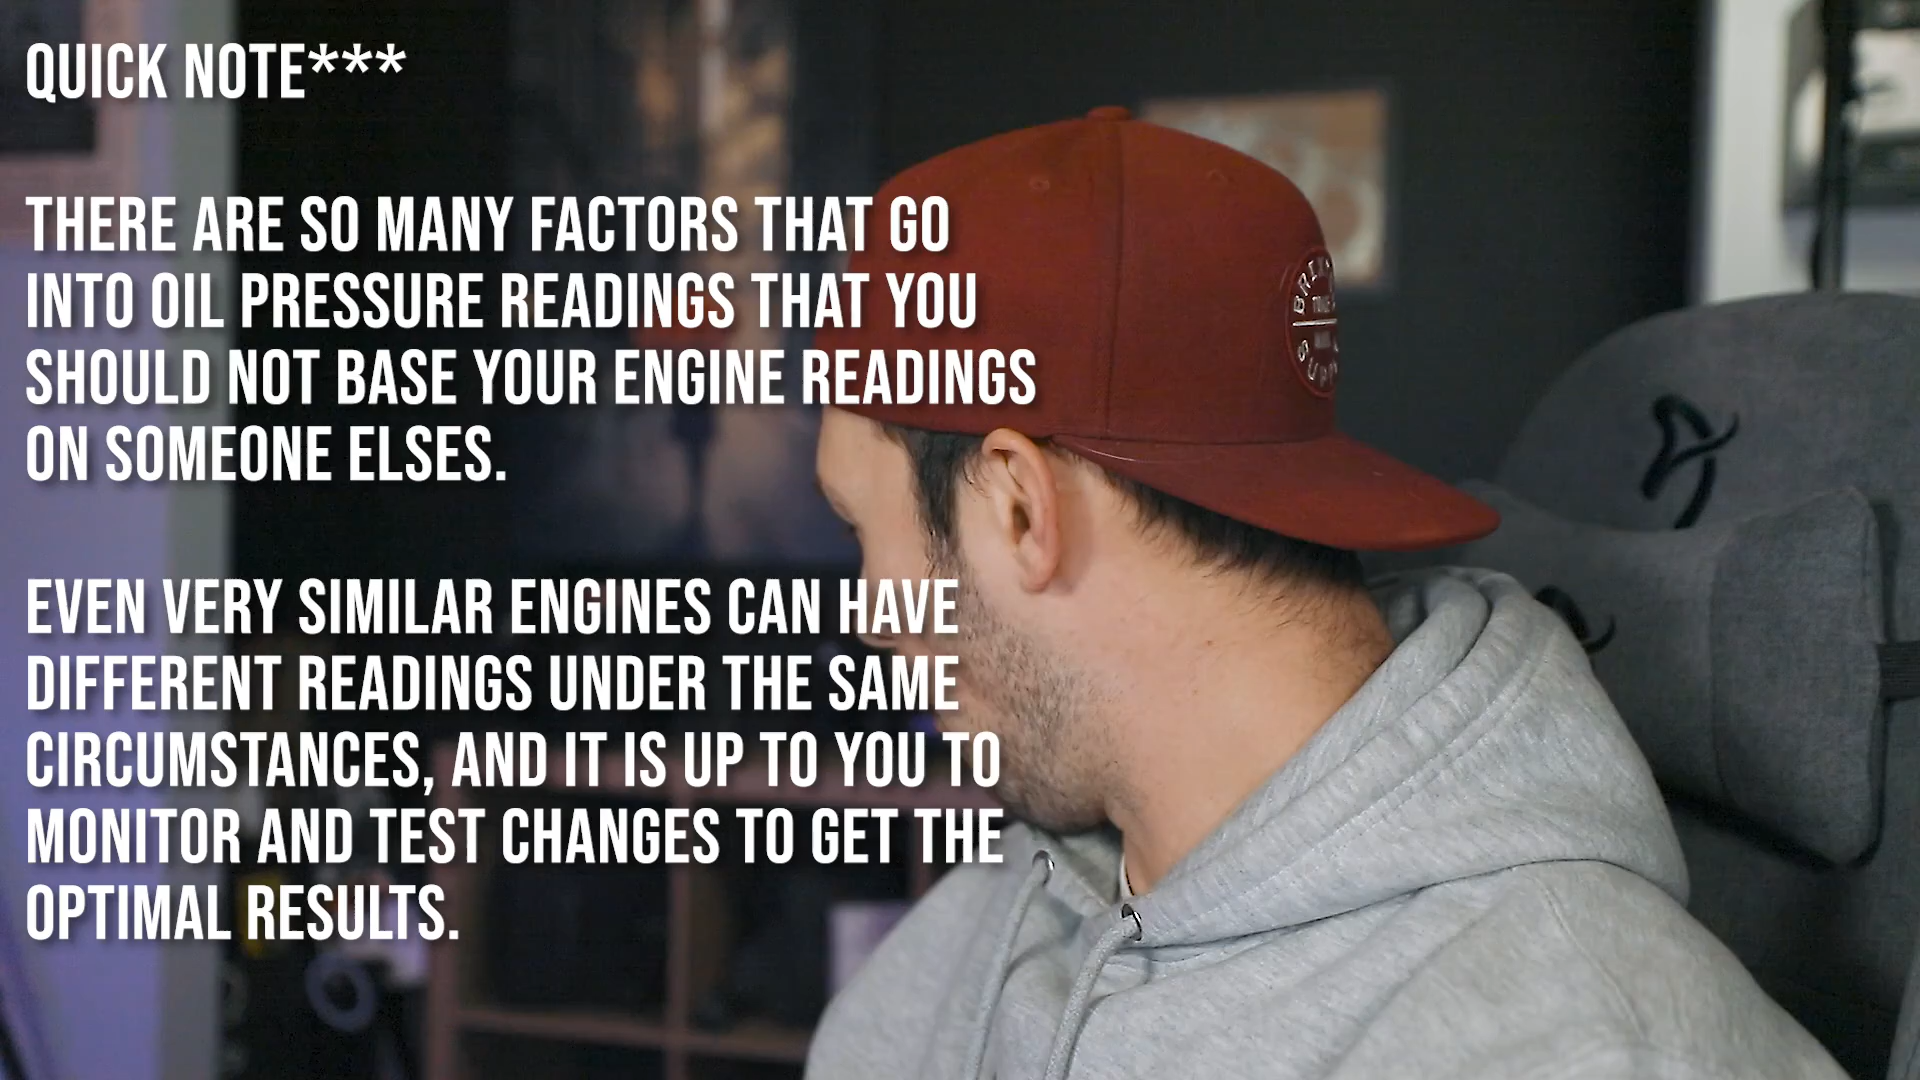 QUICK NOTE***
THERE ARE SO MANY FACTORS THAT GO
INTO OIL PRESSURE READINGS THAT YOU
SHOULD NOT BASE YOUR ENGINE READINGS
ON SOMEONE ELSES.
EVEN VERY SIMILAR ENGINES CAN HAVE
DIFFERENT READINGS UNDER THE SAME
CIRCUMSTANCES, AND IT IS UP TO YOU TO
MONITOR AND TEST CHANGES TO GET THE
OPTIMAL RESULTS.